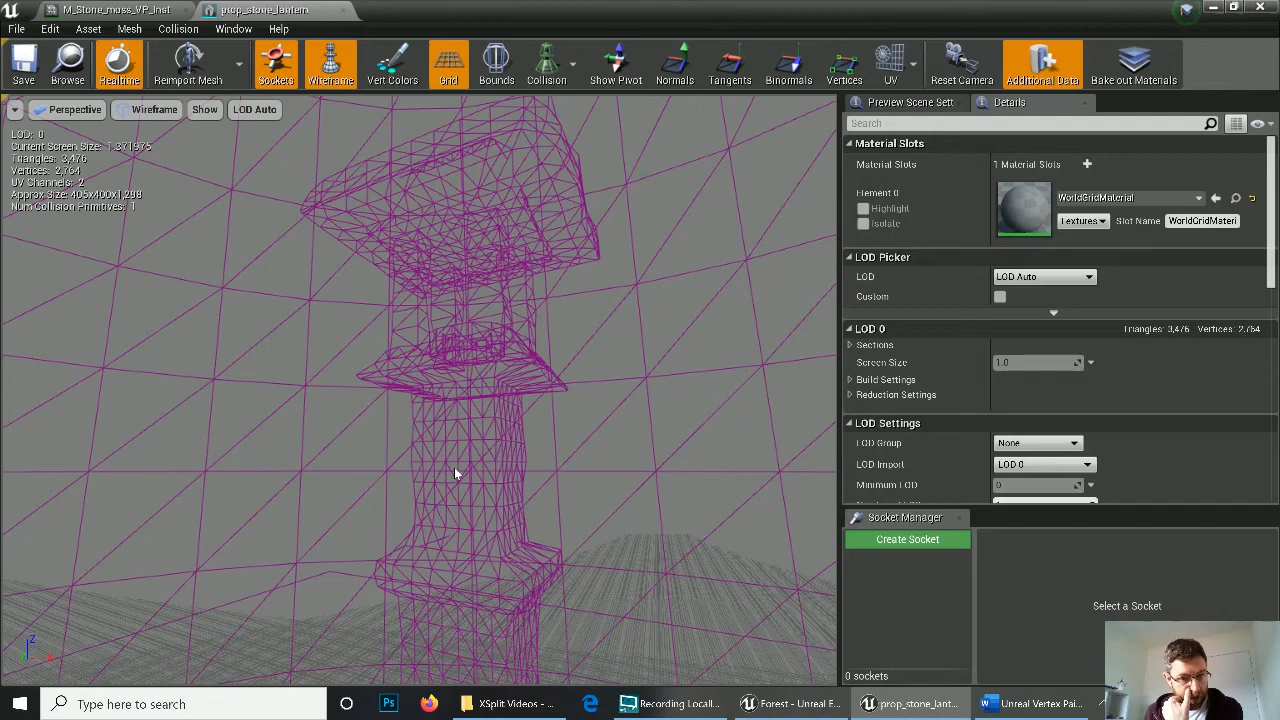 M_Stone_moss_VP_Inst
prop_stone_lantern
File Edit Asset Mesh Collision Window Help
Save Browse Realtime Reimport Mesh Sockets Wireframe Vert Colors Grid Bounds Collision Show Pivot Normals Tangents Binormals Vertices UV Reset Camera Additional Data Bake out Materials
Perspective Wireframe Show LOD Auto
LOD: 0
Current Screen Size: 1.371975
Triangles: 3,476
Vertices: 2,764
UV Channels: 2
Approx Size: 405x400x1,298
Num Collision Primitives: 1
Z
X
Preview Scene Sett Details
Search
Material Slots
Material Slots 1 Material Slots
Element 0
Highlight
Isolate
WorldGridMaterial
Textures Slot Name WorldGridMateri
LOD Picker
LOD LOD Auto
Custom
LOD 0 Triangles: 3,476 Vertices: 2,764
Sections
Screen Size 1.0
Build Settings
Reduction Settings
LOD Settings
LOD Group None
LOD Import LOD 0
Minimum LOD 0
Socket Manager
Create Socket
Select a Socket
0 sockets
Type here to search
Ps
XSplit Videos - ...
Recording Locall...
Forest - Unreal E...
prop_stone_lant...
Unreal Vertex Pai...